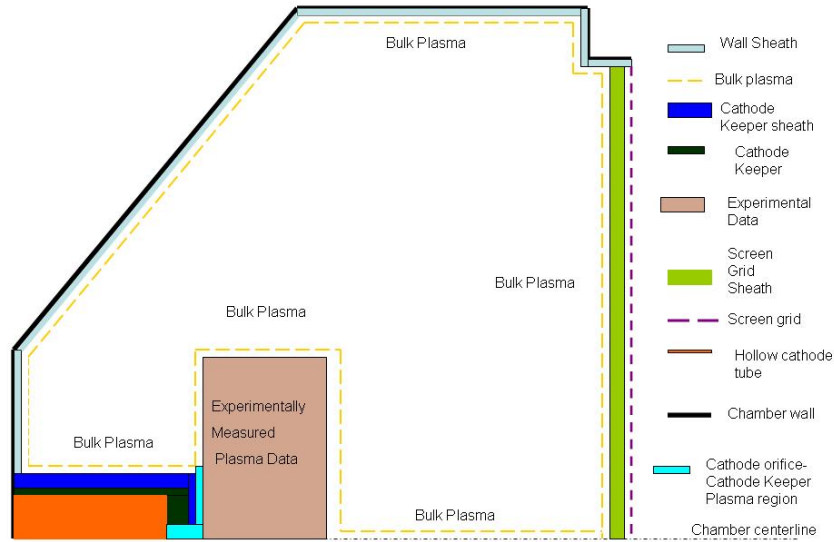 Bulk Plasma
Bulk Plasma
Bulk Plasma
Bulk Plasma
Experimentally
Measured
Plasma Data
Bulk Plasma
Wall Sheath
Bulk plasma
Cathode
Keeper sheath
Cathode
Keeper
Experimental
Data
Screen
Grid
Sheath
Screen grid
Hollow cathode
tube
Chamber wall
Cathode orifice-
Cathode Keeper
Plasma region
Chamber centerline
Bulk Plasma